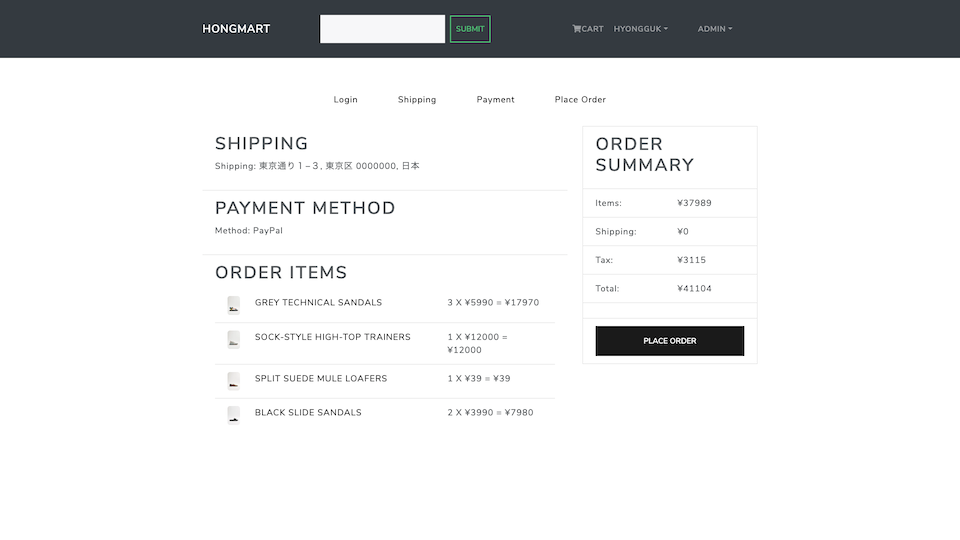 HONGMART
SUBMIT
CART
HYONGGUK
ADMIN
Login
Shipping
Payment
Place Order
SHIPPING
Shipping: 東京通り１−３, 東京区 0000000, 日本
PAYMENT METHOD
Method: PayPal
ORDER ITEMS
GREY TECHNICAL SANDALS
3 X ¥5990 = ¥17970
SOCK-STYLE HIGH-TOP TRAINERS
1 X ¥12000 =
¥12000
SPLIT SUEDE MULE LOAFERS
1 X ¥39 = ¥39
BLACK SLIDE SANDALS
2 X ¥3990 = ¥7980
ORDER
SUMMARY
Items: ¥37989
Shipping: ¥0
Tax: ¥3115
Total: ¥41104
PLACE ORDER